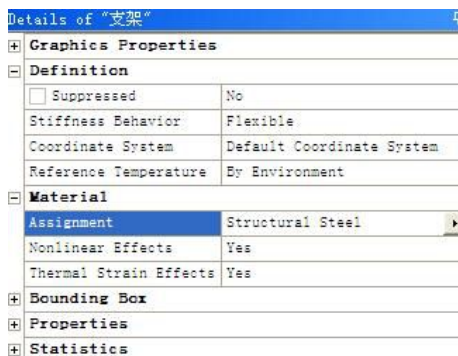 Details of "支架"
Graphics Properties
Definition
Suppressed No
Stiffness Behavior Flexible
Coordinate System Default Coordinate System
Reference Temperature By Environment
Material
Assignment Structural Steel
Nonlinear Effects Yes
Thermal Strain Effects Yes
Bounding Box
Properties
Statistics